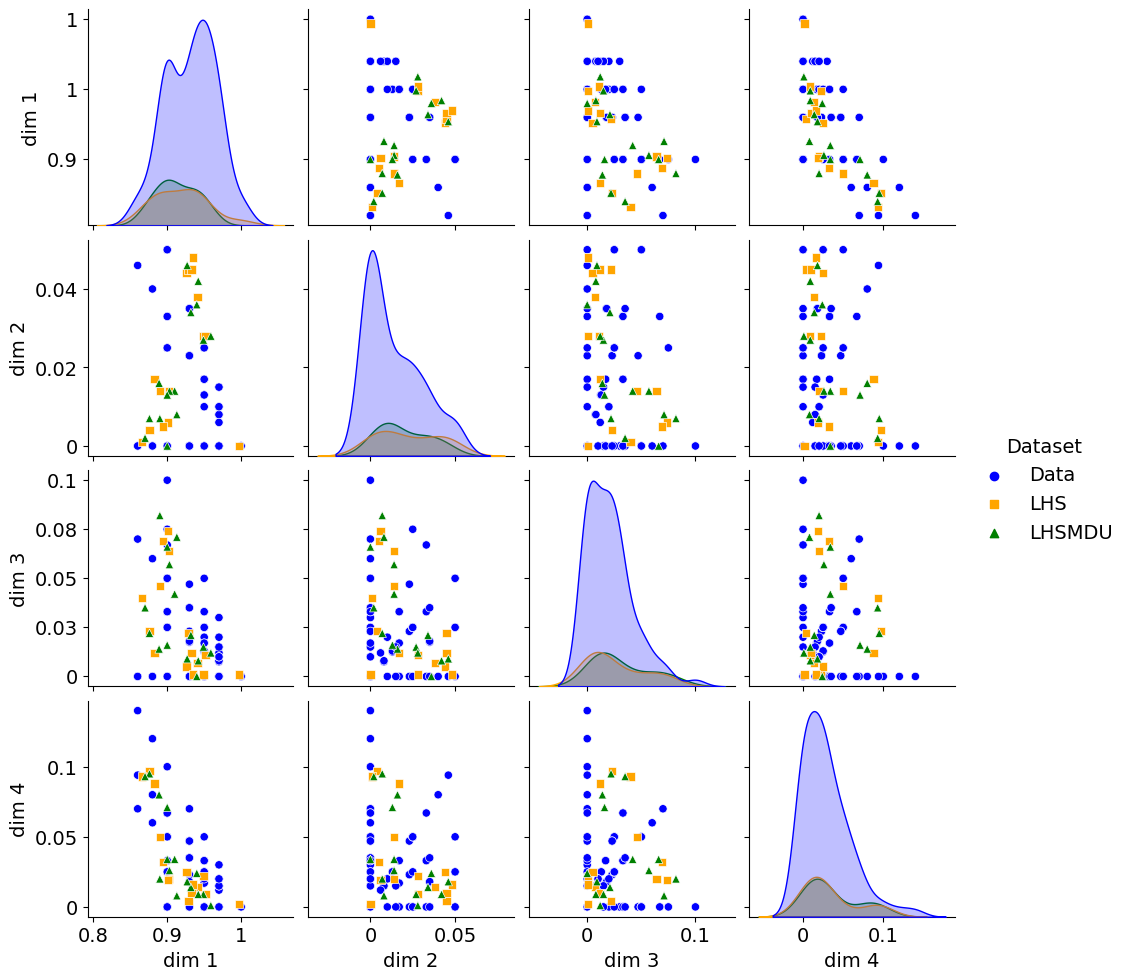 1
1
0.9
dim 1
0.04
0.02
0
dim 2
0.1
0.08
0.05
0.03
0
dim 3
0.1
0.05
0
dim 4
0.8 0.9 1
0 0.05
0 0.1
0 0.1
dim 1 dim 2 dim 3 dim 4
Dataset
Data
LHS
LHSMDU